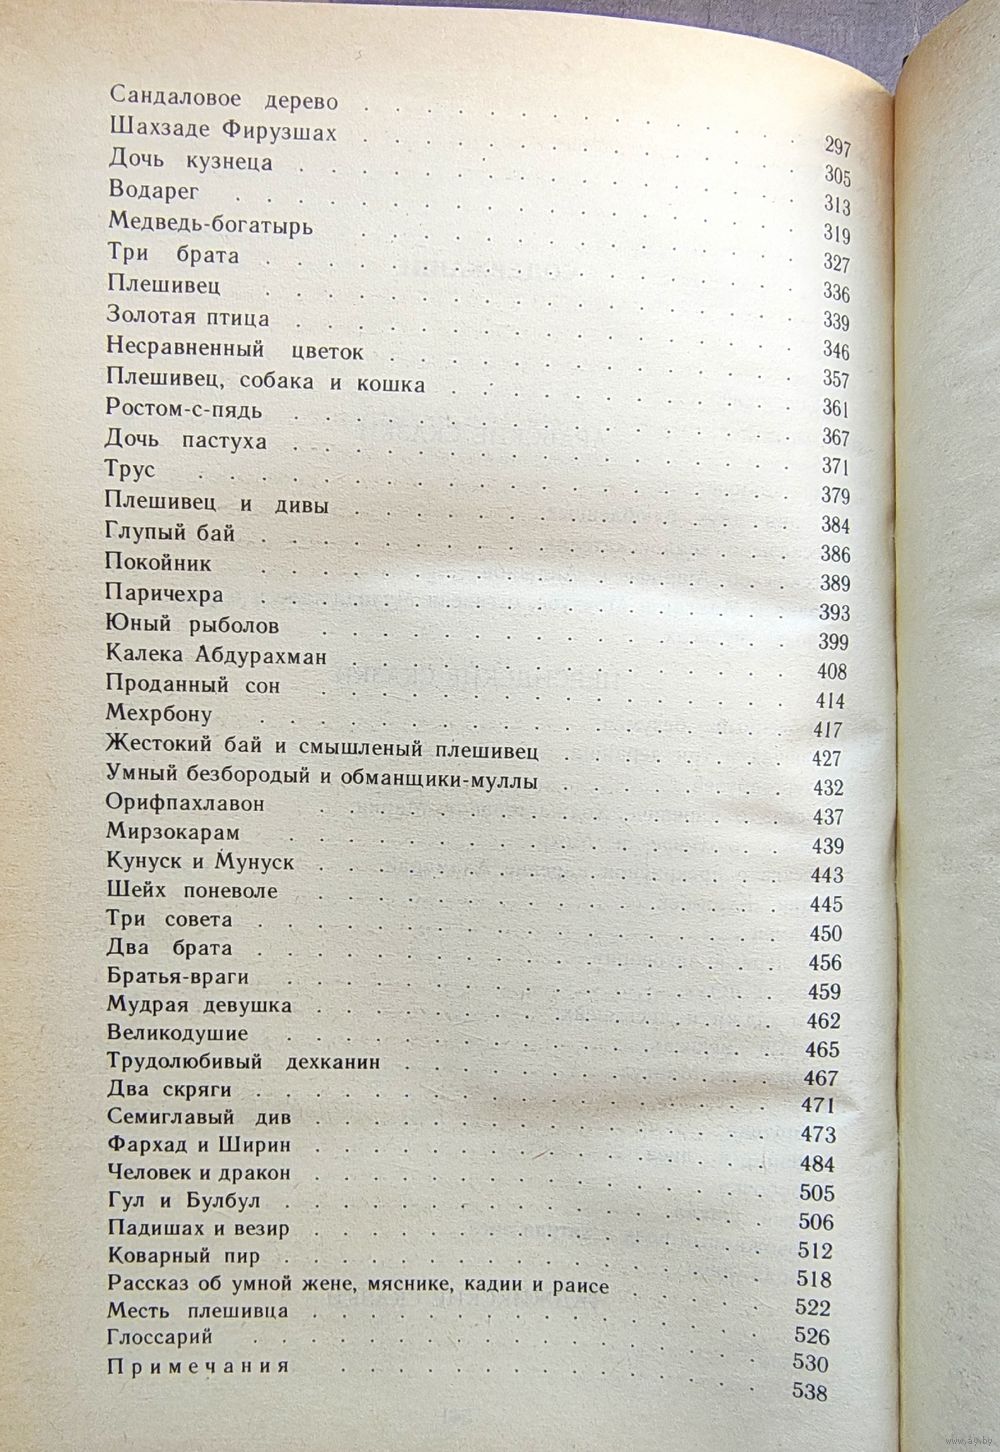 Сандаловое дерево . . . . . . . . . . . . . . 297
Шахзаде Фирузшах . . . . . . . . . . . . . . 305
Дочь кузнеца . . . . . . . . . . . . . . 313
Водарег . . . . . . . . . . . . . . 319
Медведь-богатырь . . . . . . . . . . . . . . 327
Три брата . . . . . . . . . . . . . . 336
Плешивец . . . . . . . . . . . . . . 339
Золотая птица . . . . . . . . . . . . . . 346
Несравненный цветок . . . . . . . . . . . . . . 357
Плешивец, собака и кошка . . . . . . . . . . . 361
Ростом-с-пядь . . . . . . . . . . . . . . 367
Дочь пастуха . . . . . . . . . . . . . . 371
Трус . . . . . . . . . . . . . . 379
Плешивец и дивы . . . . . . . . . . . . . . 384
Глупый бай . . . . . . . . . . . . . . 386
Покойник . . . . . . . . . . . . . . 389
Паричехра . . . . . . . . . . . . . . 393
Юный рыболов . . . . . . . . . . . . . . 399
Калека Абдурахман . . . . . . . . . . . . . . 408
Проданный сон . . . . . . . . . . . . . . 414
Мехрбону . . . . . . . . . . . . . . 417
Жестокий бай и смышленый плешивец . . . . . . . . 427
Умный безбородый и обманщики-муллы . . . . . . . . 432
Орифпахлавон . . . . . . . . . . . . . . 437
Мирзокарам . . . . . . . . . . . . . . 439
Кунуск и Мунуск . . . . . . . . . . . . . . 443
Шейх поневоле . . . . . . . . . . . . . . 445
Три совета . . . . . . . . . . . . . . 450
Два брата . . . . . . . . . . . . . . 456
Братья-враги . . . . . . . . . . . . . . 459
Мудрая девушка . . . . . . . . . . . . . . 462
Великодушие . . . . . . . . . . . . . . 465
Трудолюбивый дехканин . . . . . . . . . . . . . 467
Два скряги . . . . . . . . . . . . . . 471
Семиглавый див . . . . . . . . . . . . . . 473
Фархад и Ширин . . . . . . . . . . . . . . 484
Человек и дракон . . . . . . . . . . . . . . 505
Гул и Булбул . . . . . . . . . . . . . . 506
Падишах и везир . . . . . . . . . . . . . . 512
Коварный пир . . . . . . . . . . . . . . 518
Рассказ об умной жене, мяснике, кадии и раисе . . . . . 522
Месть плешивца . . . . . . . . . . . . . . 526
Глоссарий . . . . . . . . . . . . . . 530
Примечания . . . . . . . . . . . . . . 538
www.ay.by